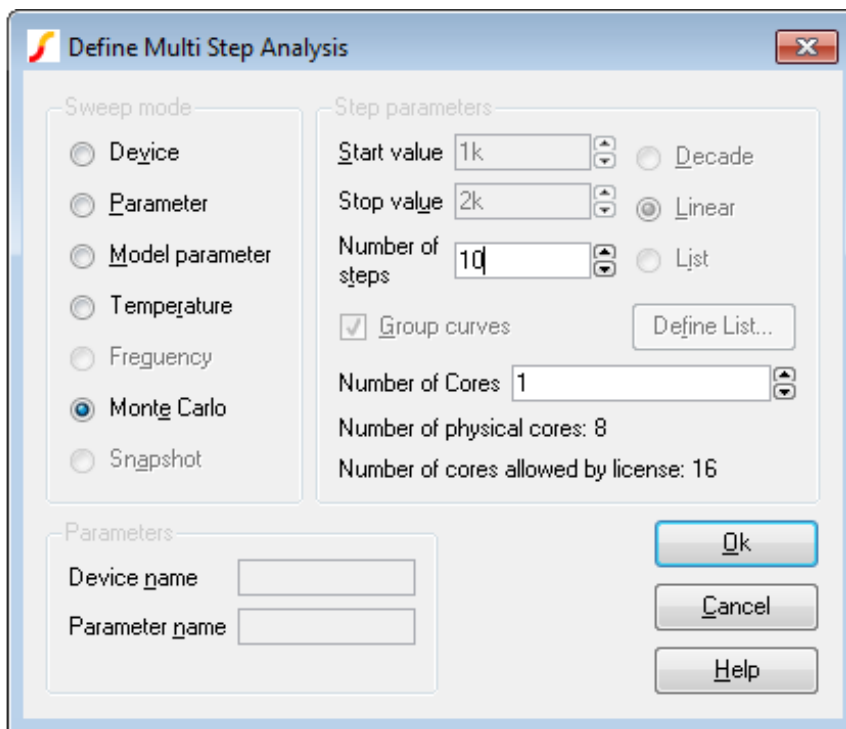 Define Multi Step Analysis
Sweep mode
Device
Parameter
Model parameter
Temperature
Freguency
Monte Carlo
Snapshot
Step parameters
Start value 1k
Decade
Stop value 2k
Linear
Number of steps 10
List
Group curves
Define List...
Number of Cores 1
Number of physical cores: 8
Number of cores allowed by license: 16
Parameters
Device name
Parameter name
Ok
Cancel
Help